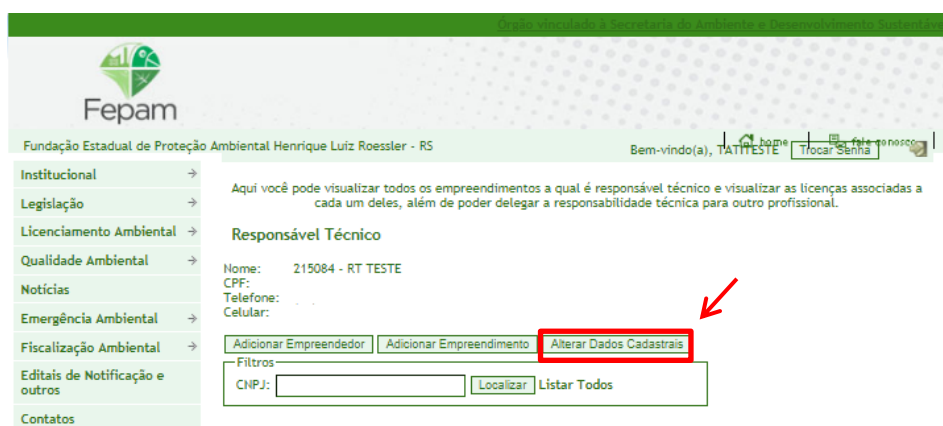 Órgão vinculado à Secretaria do Ambiente e Desenvolvimento Sustentáve
Fepam
Fundação Estadual de Proteção Ambiental Henrique Luiz Roessler - RS
home
fale conosco
Bem-vindo(a), TATITESTE
Trocar Senha
Institucional
Legislação
Licenciamento Ambiental
Qualidade Ambiental
Notícias
Emergência Ambiental
Fiscalização Ambiental
Editais de Notificação e
outros
Contatos
Aqui você pode visualizar todos os empreendimentos a qual é responsável técnico e visualizar as licenças associadas a
cada um deles, além de poder delegar a responsabilidade técnica para outro profissional.
Responsável Técnico
Nome: 215084 - RT TESTE
CPF:
Telefone:
Celular:
Adicionar Empreendedor Adicionar Empreendimento Alterar Dados Cadastrais
Filtros
CNPJ: Localizar Listar Todos